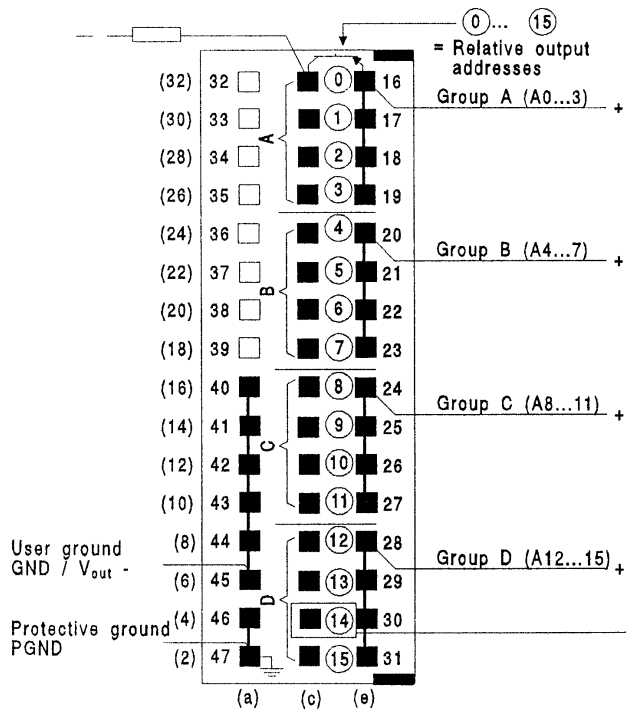 0 ... 15
= Relative output
addresses
(32) 32 0 16
Group A (A0...3) +
(30) 33 1 17
A
(28) 34 2 18
(26) 35 3 19
(24) 36 4 20
Group B (A4...7) +
(22) 37 5 21
B
(20) 38 6 22
(18) 39 7 23
(16) 40 8 24
Group C (A8...11) +
(14) 41 9 25
C
(12) 42 10 26
(10) 43 11 27
(8) 44 12 28
User ground
GND / Vout -
Group D (A12...15) +
(6) 45 13 29
D
(4) 46 14 30
Protective ground
PGND
(2) 47 15 31
(a) (c) (e)